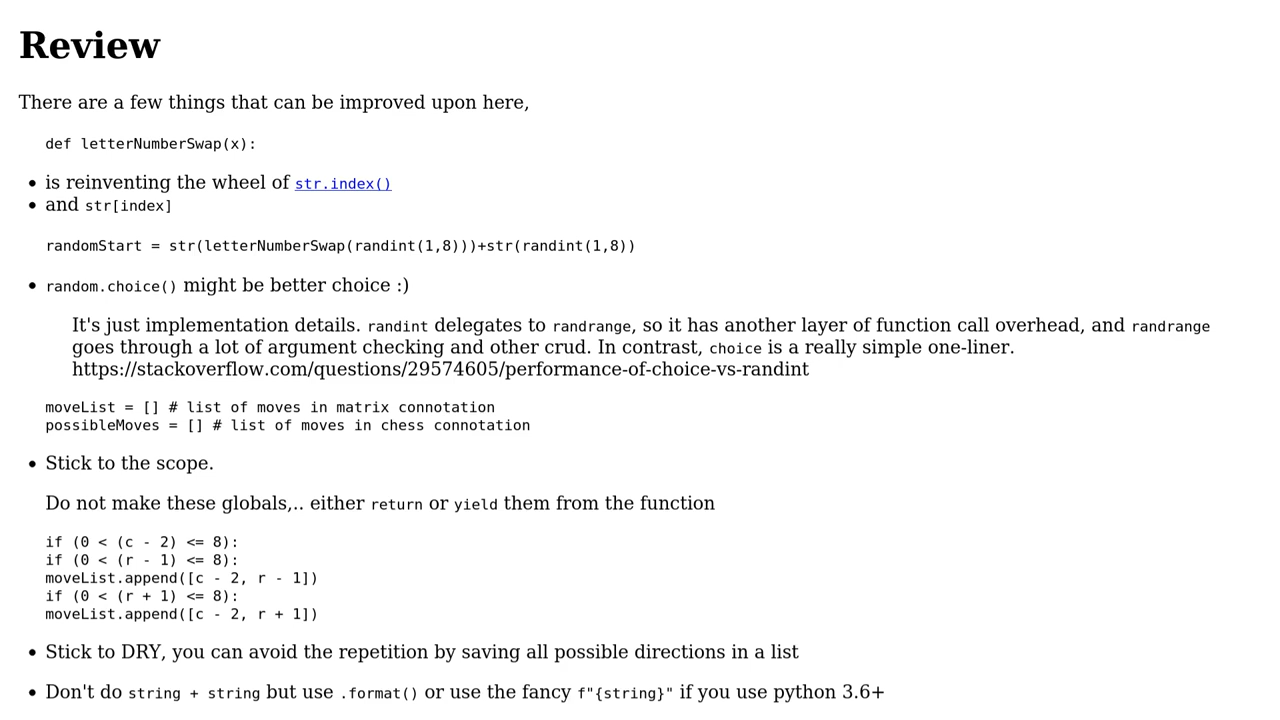 Review
There are a few things that can be improved upon here,
def letterNumberSwap(x):
• is reinventing the wheel of str.index()
• and str[index]
randomStart = str(letterNumberSwap(randint(1,8)))+str(randint(1,8))
• random.choice() might be better choice :)
It's just implementation details. randint delegates to randrange, so it has another layer of function call overhead, and randrange
goes through a lot of argument checking and other crud. In contrast, choice is a really simple one-liner.
https://stackoverflow.com/questions/29574605/performance-of-choice-vs-randint
moveList = [] # list of moves in matrix connotation
possibleMoves = [] # list of moves in chess connotation
• Stick to the scope.
Do not make these globals,.. either return or yield them from the function
if (0 < (c - 2) <= 8):
if (0 < (r - 1) <= 8):
moveList.append([c - 2, r - 1])
if (0 < (r + 1) <= 8):
moveList.append([c - 2, r + 1])
• Stick to DRY, you can avoid the repetition by saving all possible directions in a list
• Don't do string + string but use .format() or use the fancy f"{string}" if you use python 3.6+